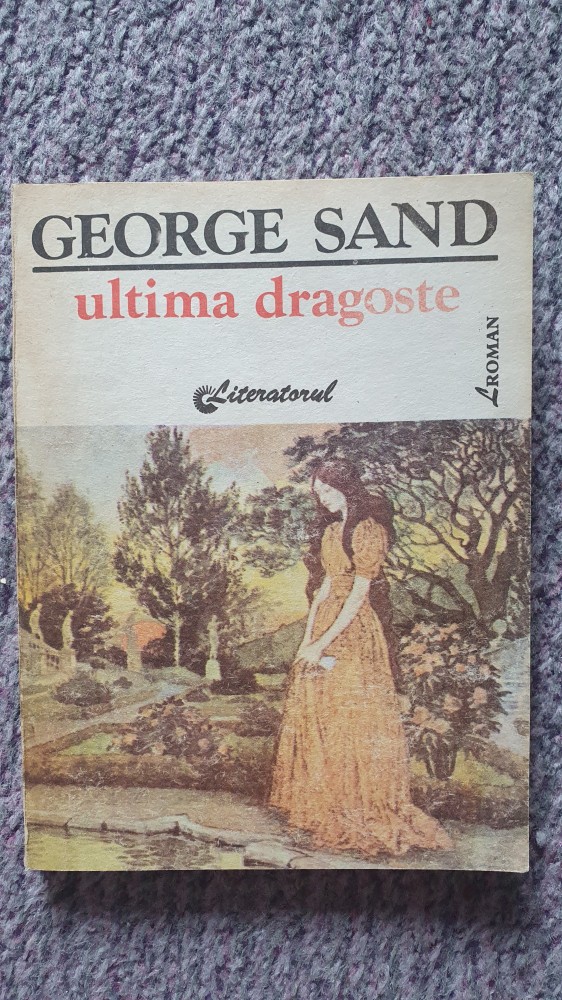 GEORGE SAND
ultima dragoste
ROMAN
Literatorul